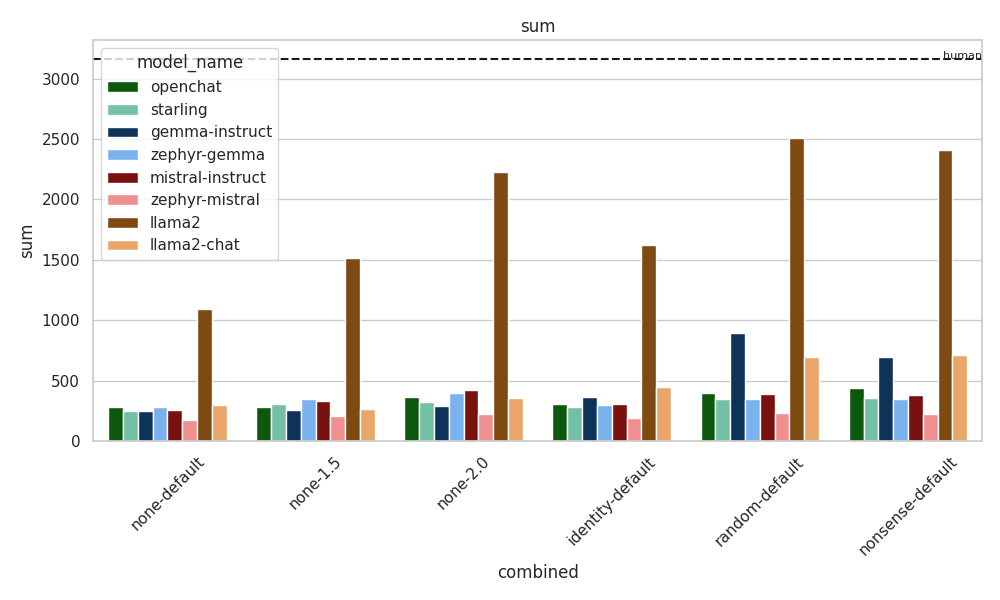 sum
human
model_name
openchat
starling
gemma-instruct
zephyr-gemma
mistral-instruct
zephyr-mistral
llama2
llama2-chat
3000
2500
2000
1500
1000
500
0
sum
none-default
none-1.5
none-2.0
identity-default
random-default
nonsense-default
combined